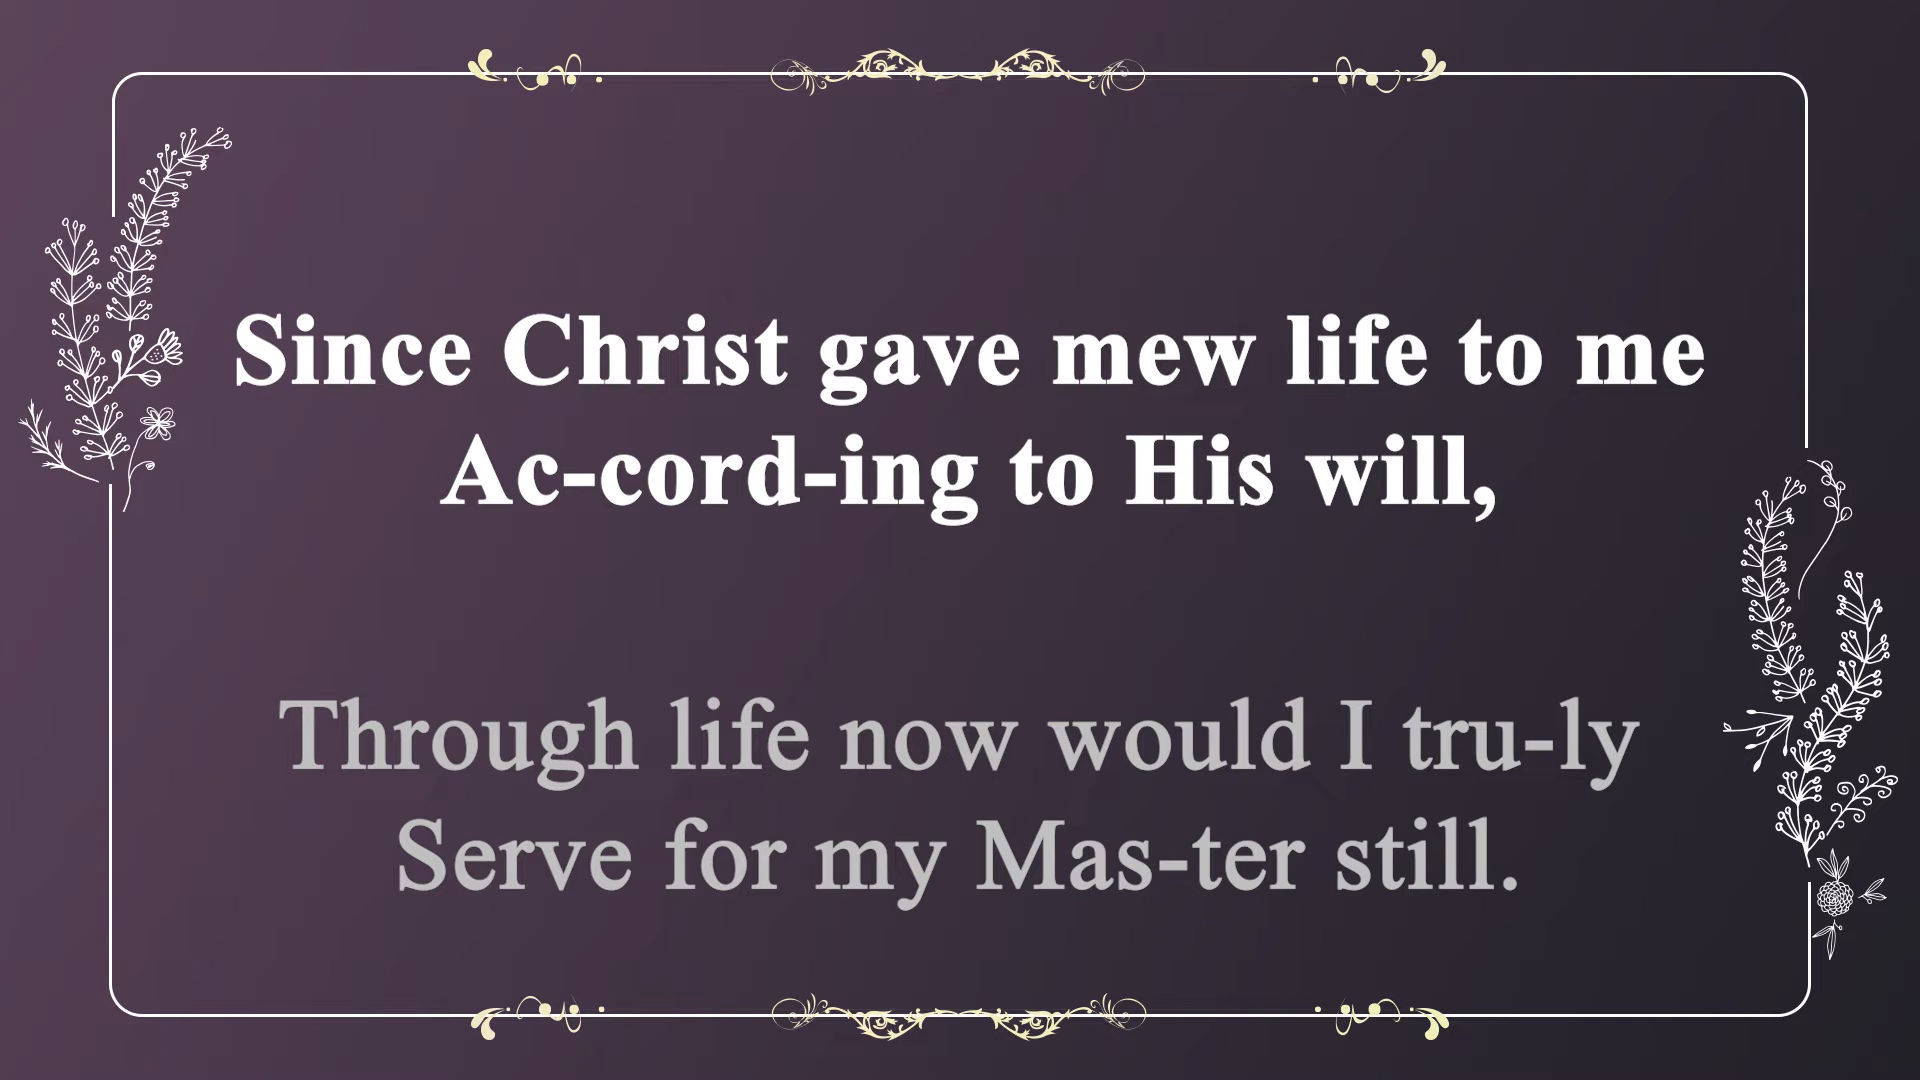 Since Christ gave mew life to me
Ac-cord-ing to His will,
Through life now would I tru-ly
Serve for my Mas-ter still.